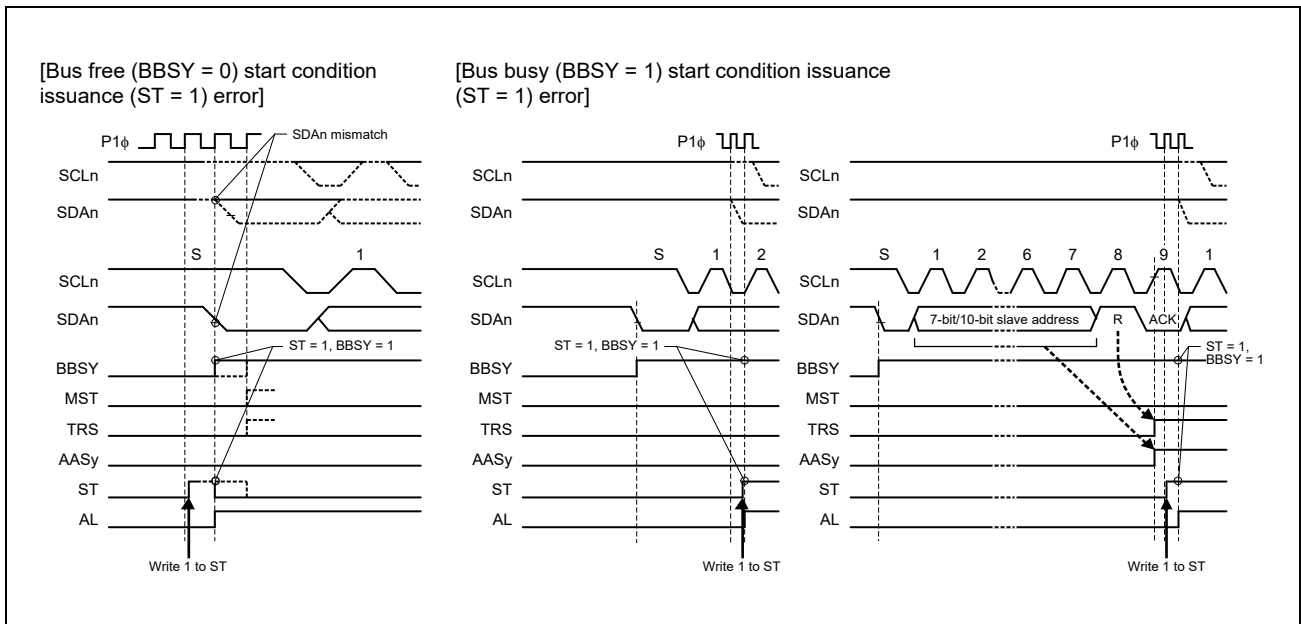 [Bus free (BBSY = 0) start condition
issuance (ST = 1) error]
P1ϕ
SDAn mismatch
SCLn
SDAn
S 1
SCLn
SDAn
ST = 1, BBSY = 1
BBSY
MST
TRS
AASy
ST
AL
Write 1 to ST
[Bus busy (BBSY = 1) start condition issuance
(ST = 1) error]
P1ϕ
SCLn
SDAn
S 1 2
SCLn
SDAn
ST = 1, BBSY = 1
BBSY
MST
TRS
AASy
ST
AL
Write 1 to ST
P1ϕ
SCLn
SDAn
S 1 2 6 7 8 9 1
SCLn
SDAn
7-bit/10-bit slave address R ACK
ST = 1,
BBSY = 1
BBSY
MST
TRS
AASy
ST
AL
Write 1 to ST